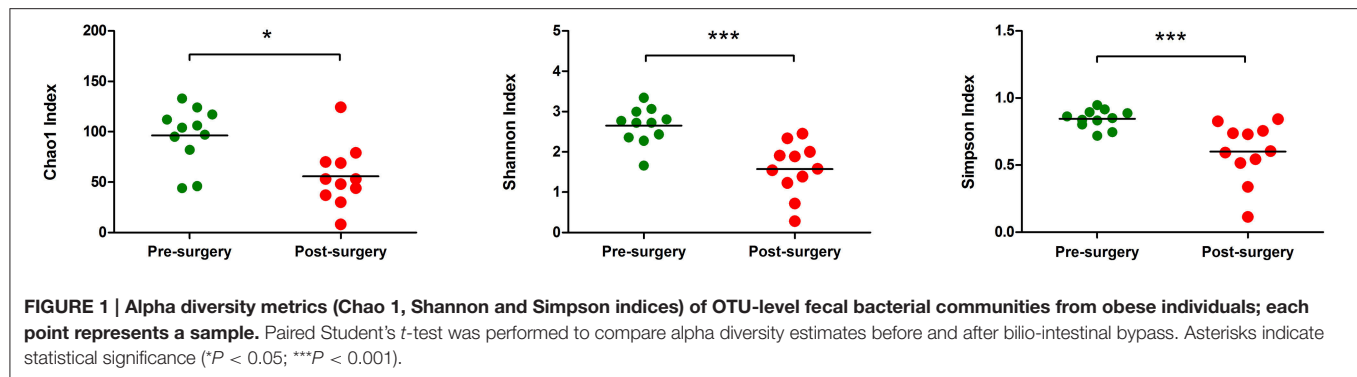 200
150
100
50
0
Chao1 Index
*
Pre-surgery
Post-surgery
5
4
3
2
1
0
Shannon Index
***
Pre-surgery
Post-surgery
1.5
1.0
0.5
0.0
Simpson Index
***
Pre-surgery
Post-surgery
FIGURE 1 | Alpha diversity metrics (Chao 1, Shannon and Simpson indices) of OTU-level fecal bacterial communities from obese individuals; each
point represents a sample. Paired Student's t-test was performed to compare alpha diversity estimates before and after bilio-intestinal bypass. Asterisks indicate
statistical significance (*P < 0.05; ***P < 0.001).